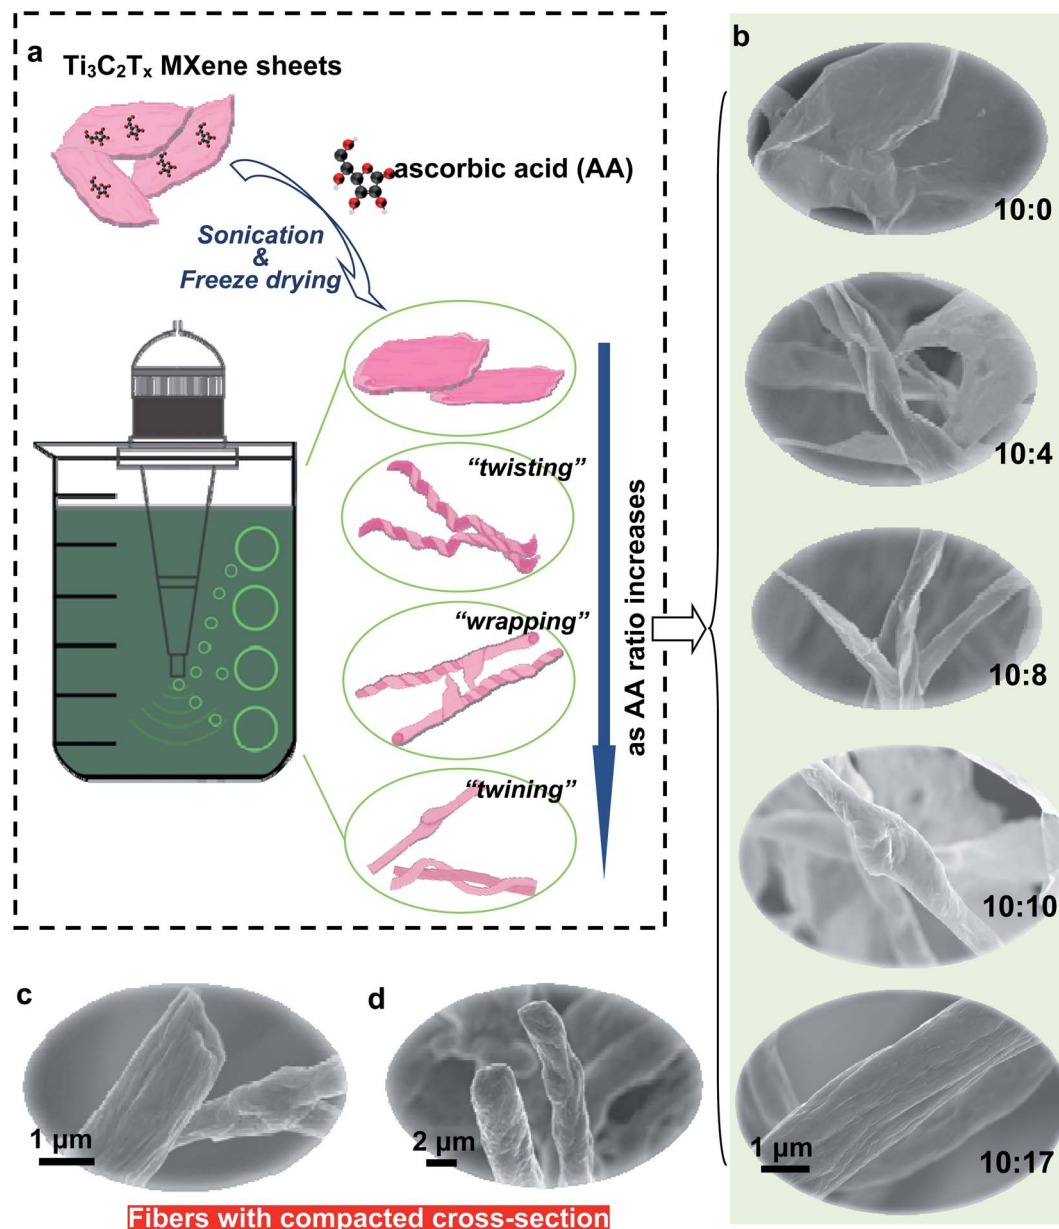 a
Ti₃C₂Tₓ MXene sheets
ascorbic acid (AA)
Sonication
&
Freeze drying
“twisting”
“wrapping”
“twining”
as AA ratio increases
b
10:0
10:4
10:8
10:10
1 µm
10:17
c
1 µm
d
2 µm
Fibers with compacted cross-section